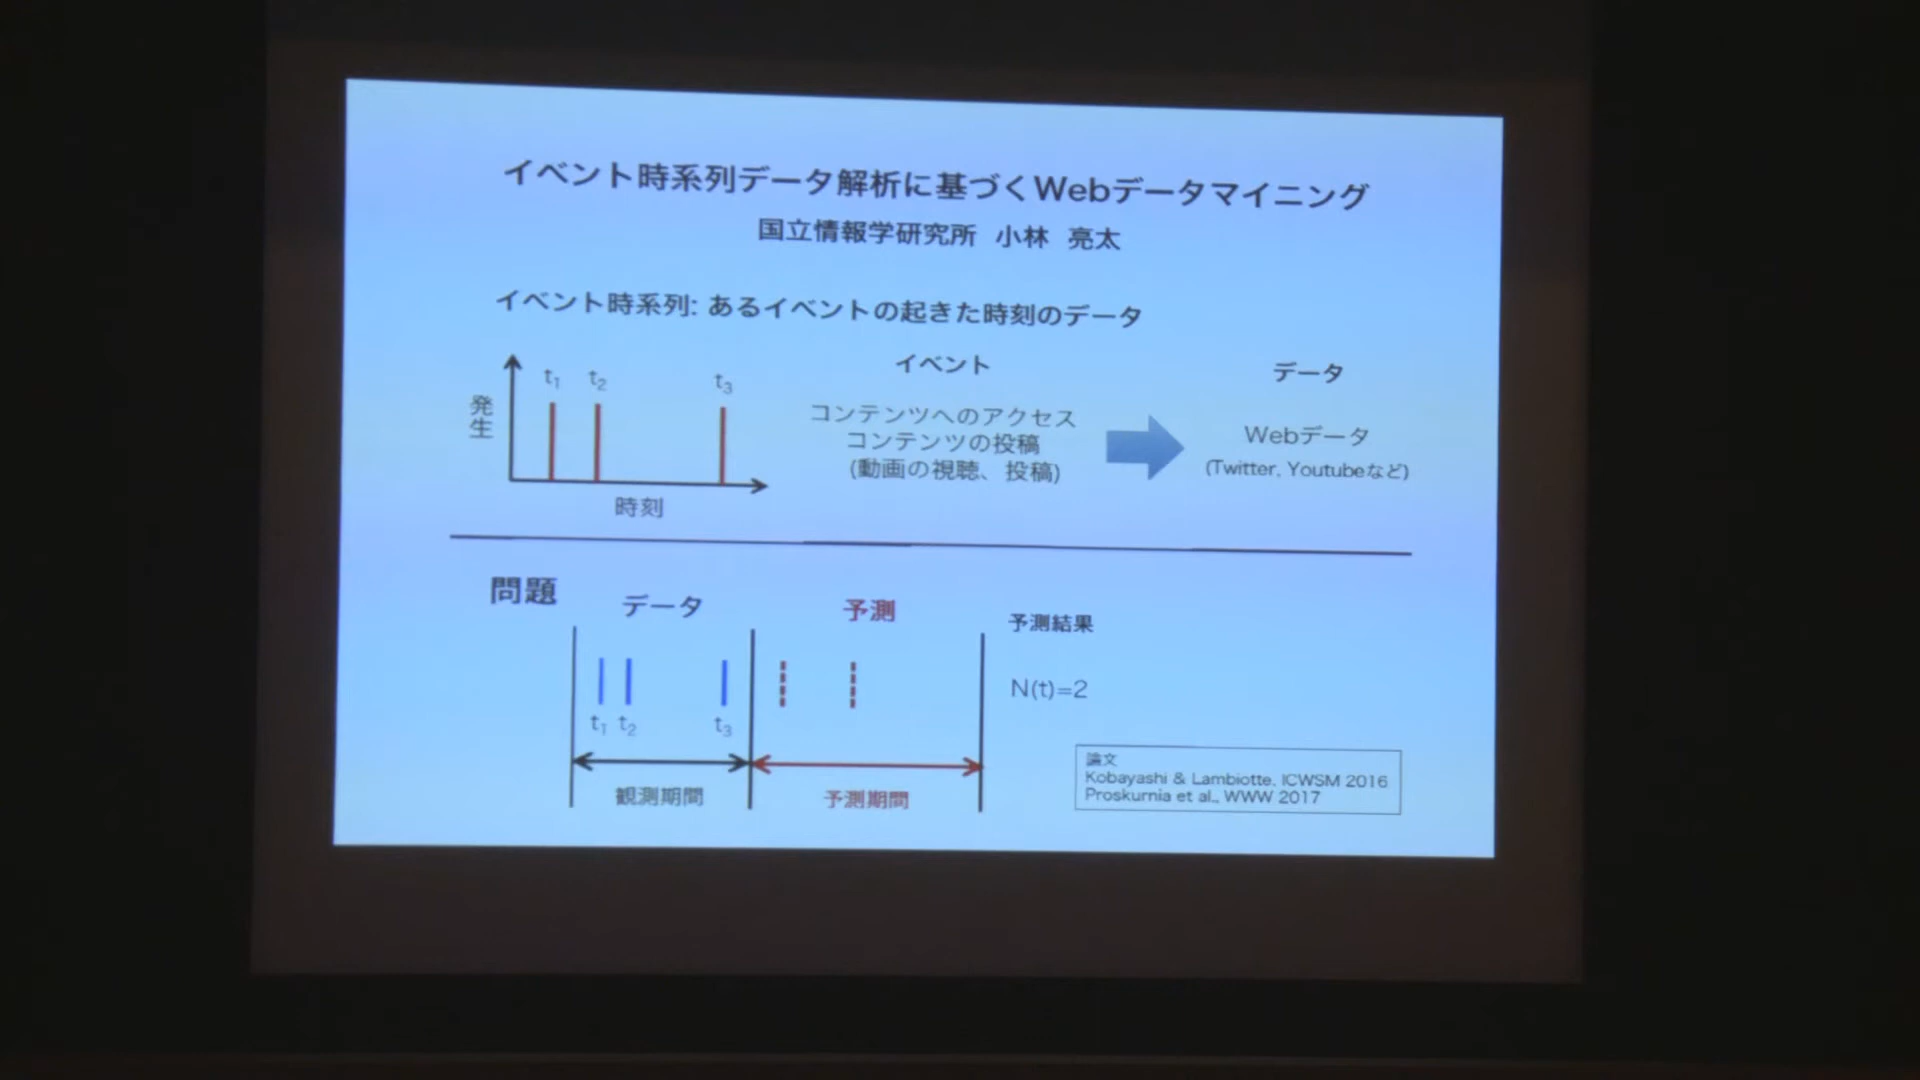 イベント時系列データ解析に基づくWebデータマイニング
国立情報学研究所 小林 亮太
イベント時系列: あるイベントの起きた時刻のデータ
発生
t1 t2 t3
時刻
イベント
コンテンツへのアクセス
コンテンツの投稿
(動画の視聴、投稿)
データ
Webデータ
(Twitter, Youtubeなど)
問題
データ
予測
予測結果
t1 t2 t3
N(t)=2
観測期間
予測期間
論文
Kobayashi & Lambiotte, ICWSM 2016
Proskurnia et al., WWW 2017